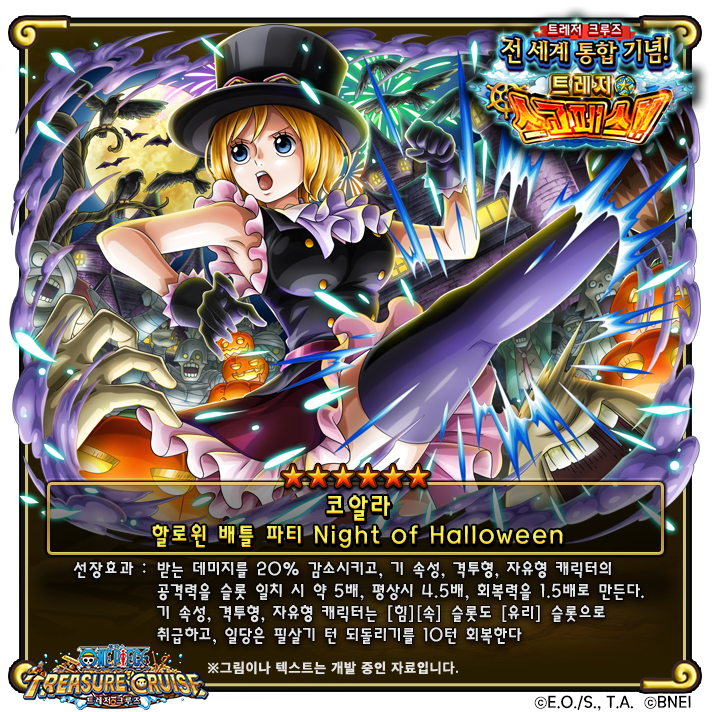 트레저 크루즈
전 세계 통합 기념!
트레저
스고페스!!
코알라
할로윈 배틀 파티 Night of Halloween
선장효과 : 받는 데미지를 20% 감소시키고, 기 속성, 격투형, 자유형 캐릭터의
공격력을 슬롯 일치 시 약 5배, 평상시 4.5배, 회복력을 1.5배로 만든다.
기 속성, 격투형, 자유형 캐릭터는 [힘][속] 슬롯도 [유리] 슬롯으로
취급하고, 일당은 필살기 턴 되돌리기를 10턴 회복한다
※그림이나 텍스트는 개발 중인 자료입니다.
ONE PIECE
TREASURE CRUISE
트레저 크루즈
©E.O./S., T.A. ©BNEI